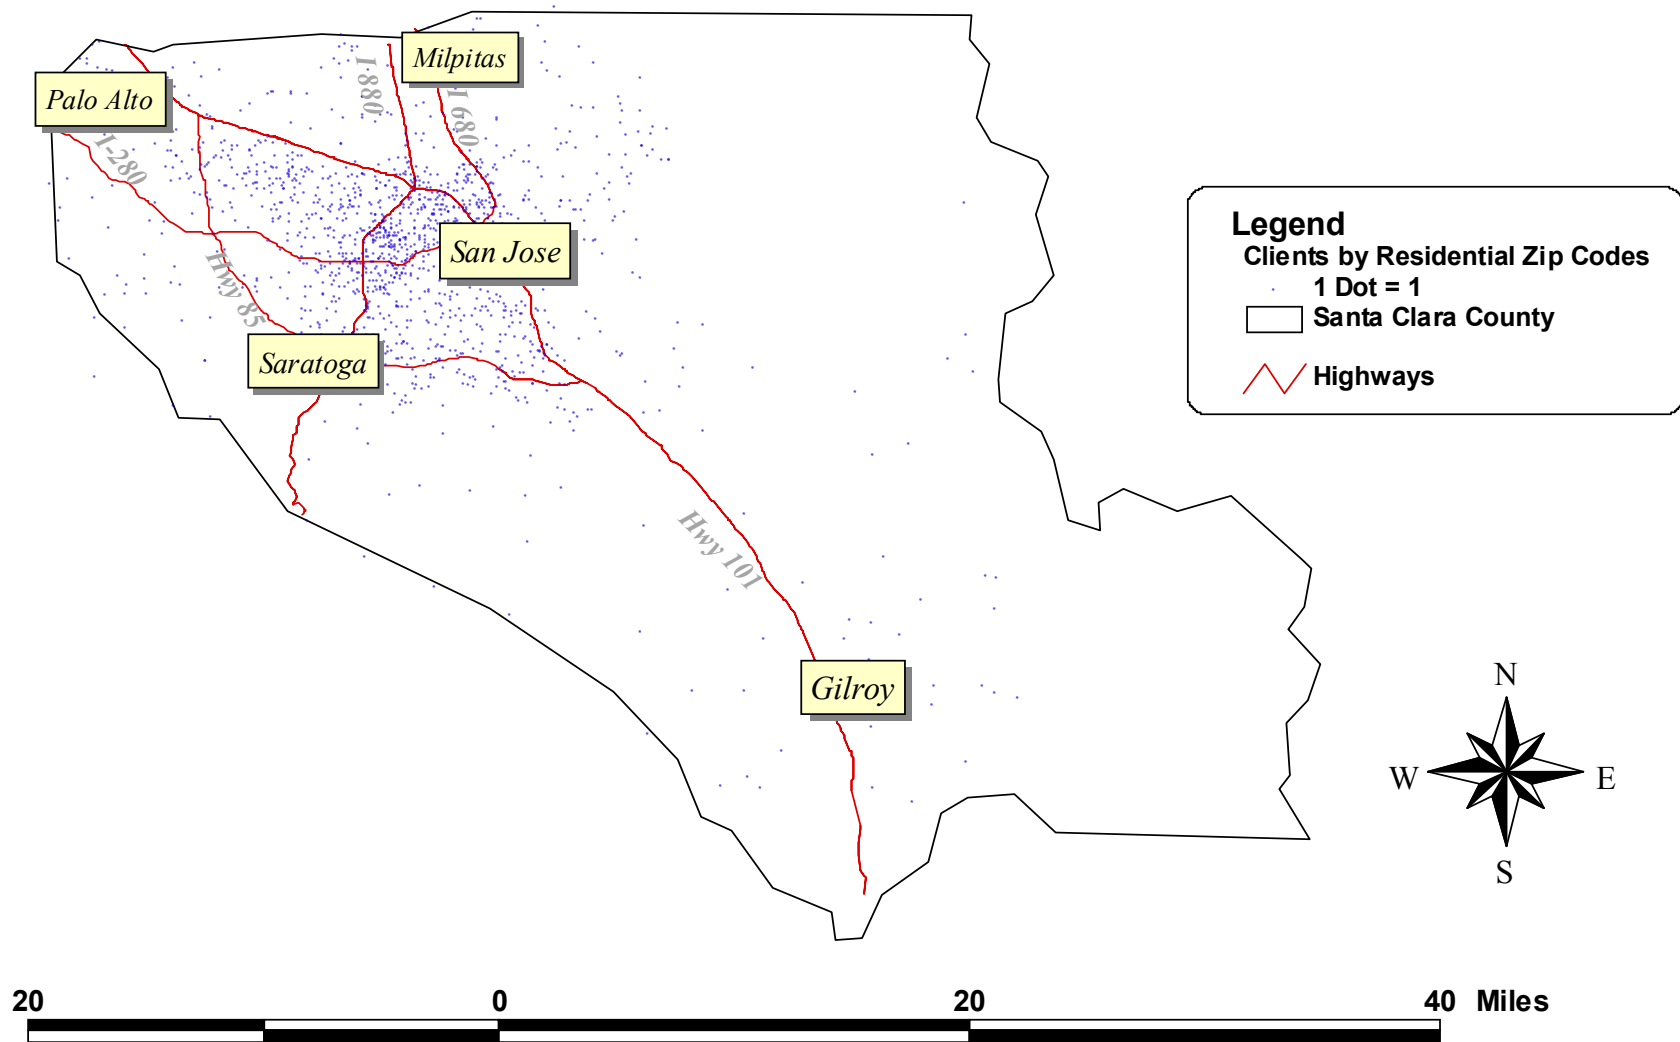 Milpitas
Palo Alto
I-880
I 680
I-280
San Jose
Hwy 85
Saratoga
Hwy 101
Gilroy
Legend
Clients by Residential Zip Codes
1 Dot = 1
Santa Clara County
Highways
N
W E
S
20 0 20 40 Miles